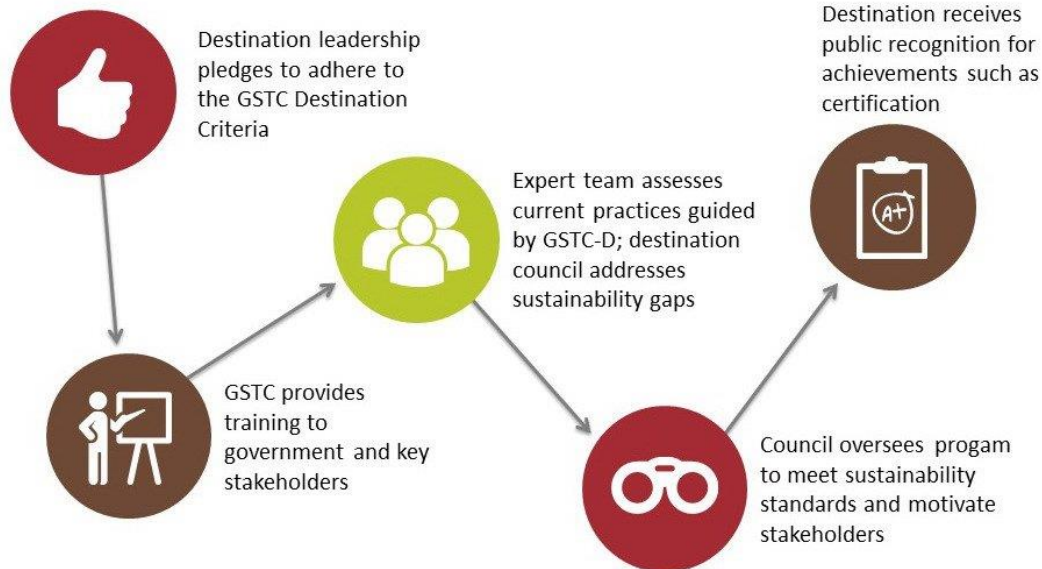 Destination leadership
pledges to adhere to
the GSTC Destination
Criteria
GSTC provides
training to
government and key
stakeholders
Expert team assesses
current practices guided
by GSTC-D; destination
council addresses
sustainability gaps
Council oversees progam
to meet sustainability
standards and motivate
stakeholders
Destination receives
public recognition for
achievements such as
certification
A+